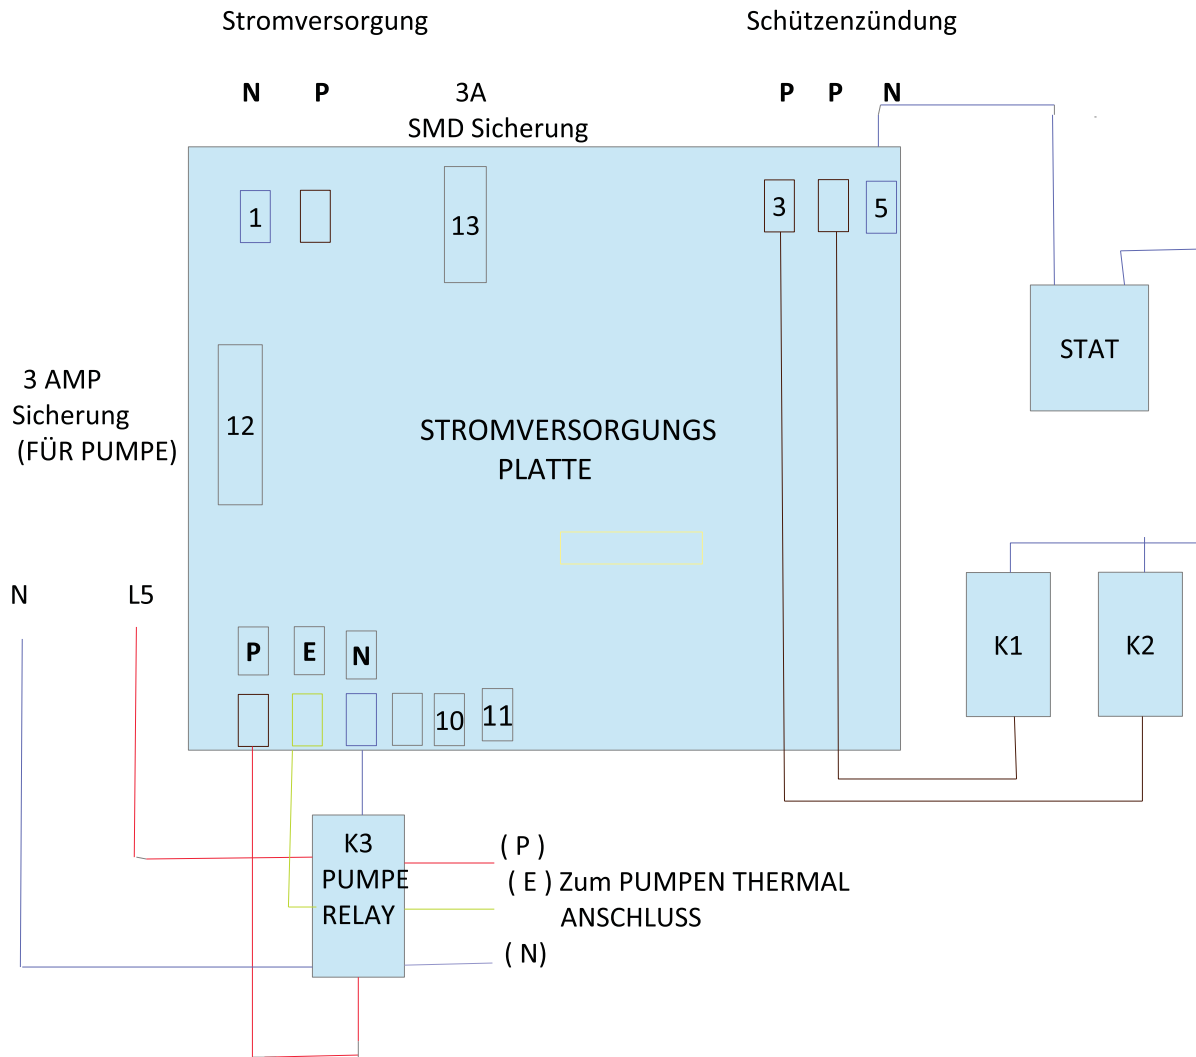 Stromversorgung
Schützenzündung
N P
3A
SMD Sicherung
P P N
1
13
3
5
STAT
3 AMP
Sicherung
(FÜR PUMPE)
12
STROMVERSORGUNGS
PLATTE
N
L5
P E N
K1
K2
10
11
K3
PUMPE
RELAY
( P )
( E ) Zum PUMPEN THERMAL
ANSCHLUSS
( N)